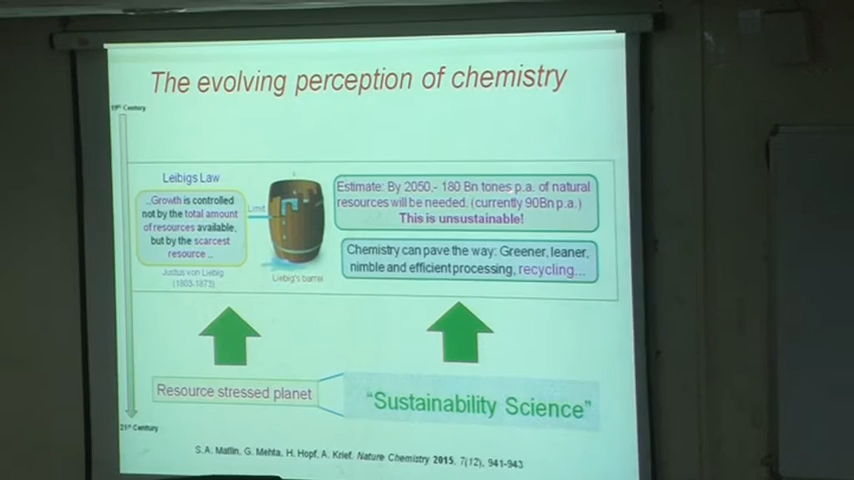 The evolving perception of chemistry
19th Century
Leibigs Law
..Growth is controlled
not by the total amount
of resources available,
but by the scarcest
resource ..
Justus von Liebig
(1803-1873)
Limit
Liebig's barrel
Estimate: By 2050,- 180 Bn tones p.a. of natural
resources will be needed. (currently 90Bn p.a.)
This is unsustainable!
Chemistry can pave the way: Greener, leaner,
nimble and efficient processing, recycling...
Resource stressed planet
"Sustainability Science"
21st Century
S.A. Matlin, G. Mehta, H. Hopf, A. Krief, Nature Chemistry 2015, 7(12), 941-943